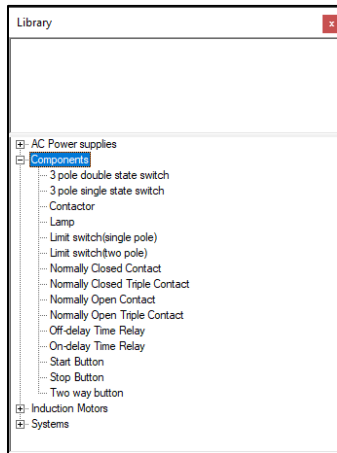 Library
x
AC Power supplies
Components
3 pole double state switch
3 pole single state switch
Contactor
Lamp
Limit switch(single pole)
Limit switch(two pole)
Normally Closed Contact
Normally Closed Triple Contact
Normally Open Contact
Normally Open Triple Contact
Off-delay Time Relay
On-delay Time Relay
Start Button
Stop Button
Two way button
Induction Motors
Systems